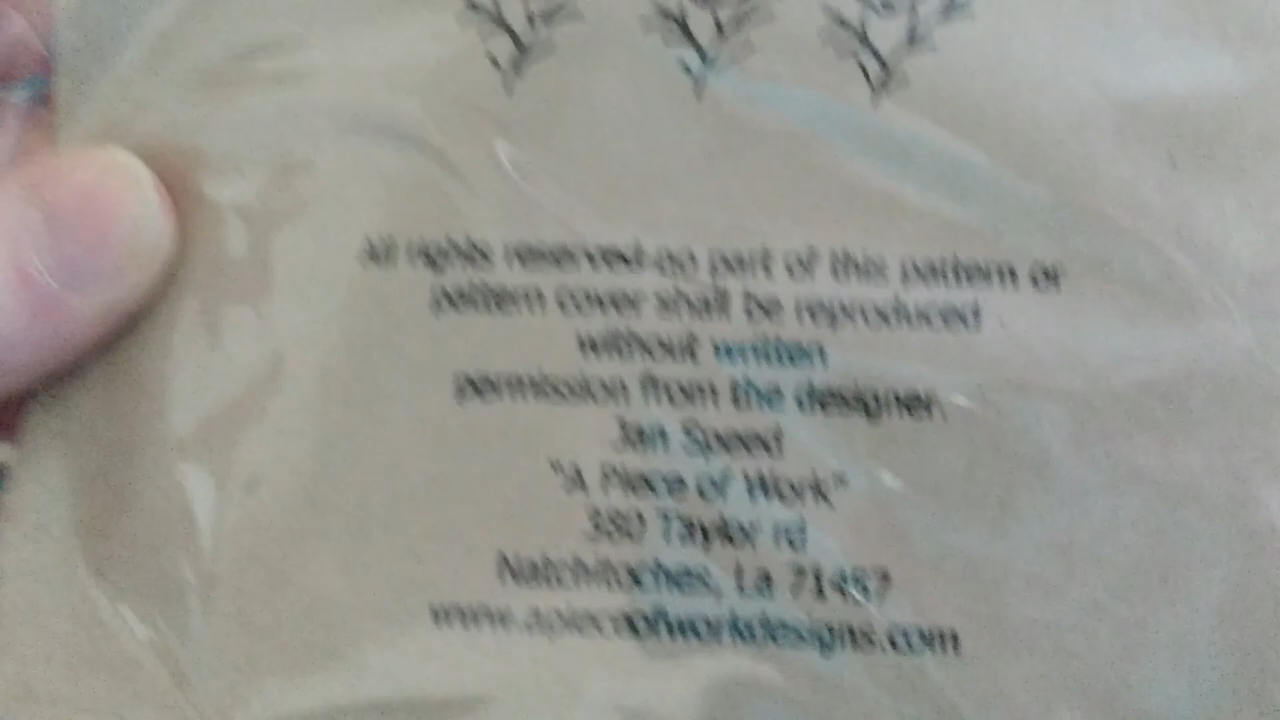 All rights reserved-no part of this pattern or
pattern cover shall be reproduced
without written
permission from the designer.
Jan Speed
"A Piece of Work"
380 Taylor rd
Natchitoches, La 71457
www.apieceofworkdesigns.com